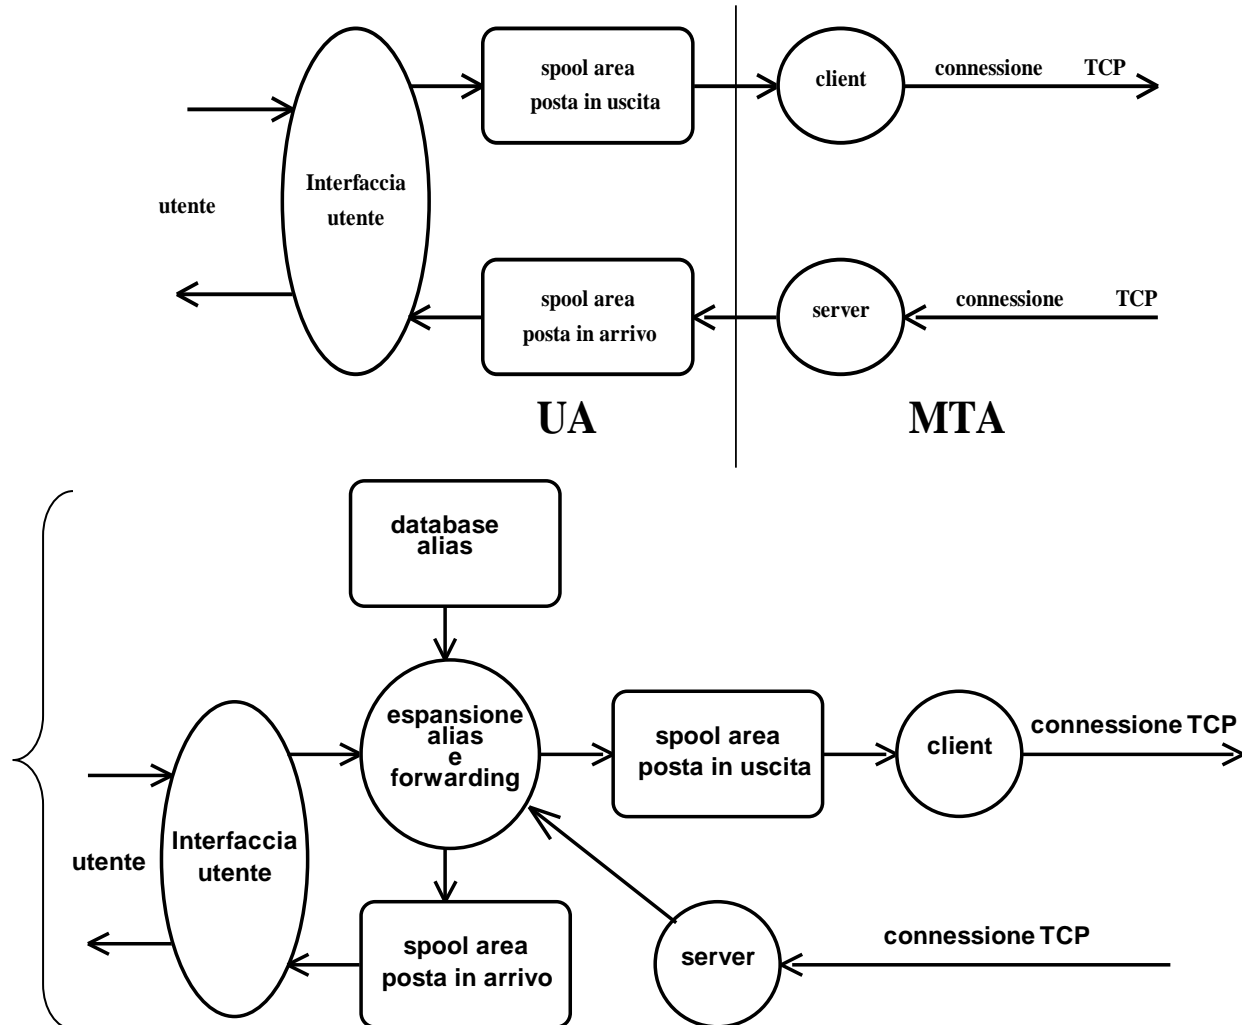 spool area
posta in uscita
client
connessione TCP
Interfaccia
utente
utente
spool area
posta in arrivo
server
connessione TCP
UA
MTA
database
alias
espansione
alias
e
forwarding
spool area
posta in uscita
client
connessione TCP
Interfaccia
utente
utente
spool area
posta in arrivo
server
connessione TCP